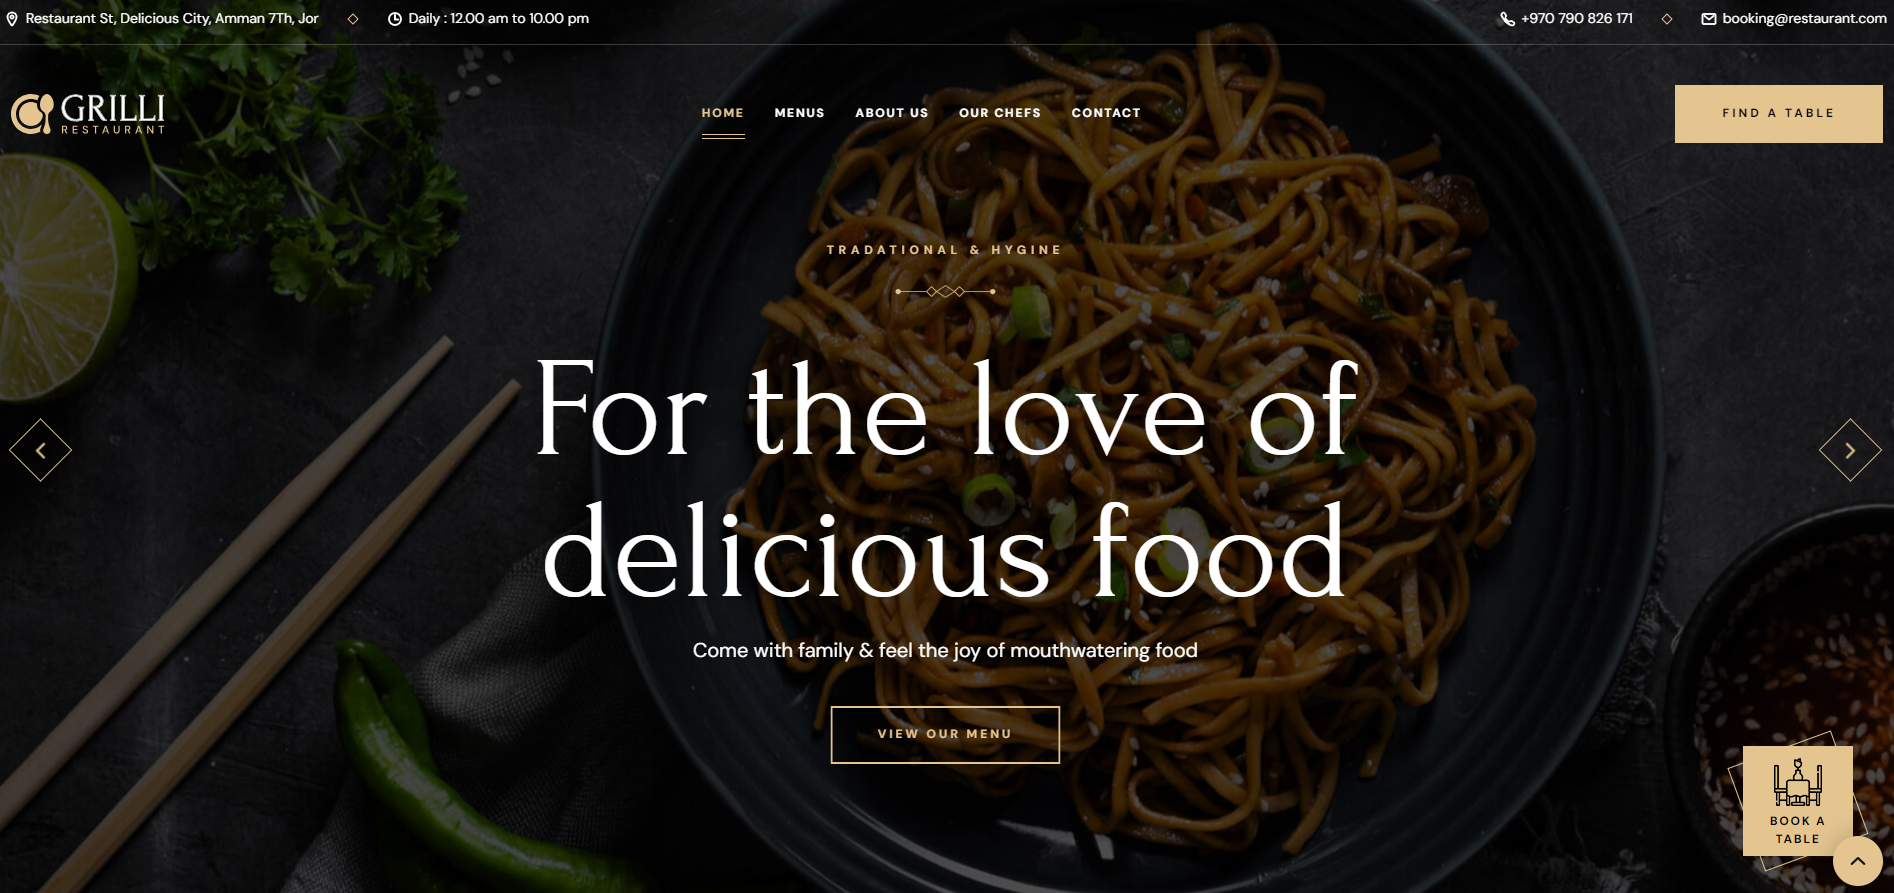 Restaurant St, Delicious City, Amman 7Th, Jor
Daily : 12.00 am to 10.00 pm
+970 790 826 171
booking@restaurant.com
GRILLI
RESTAURANT
HOME
MENUS
ABOUT US
OUR CHEFS
CONTACT
FIND A TABLE
TRADATIONAL & HYGINE
For the love of
delicious food
Come with family & feel the joy of mouthwatering food
VIEW OUR MENU
BOOK A
TABLE